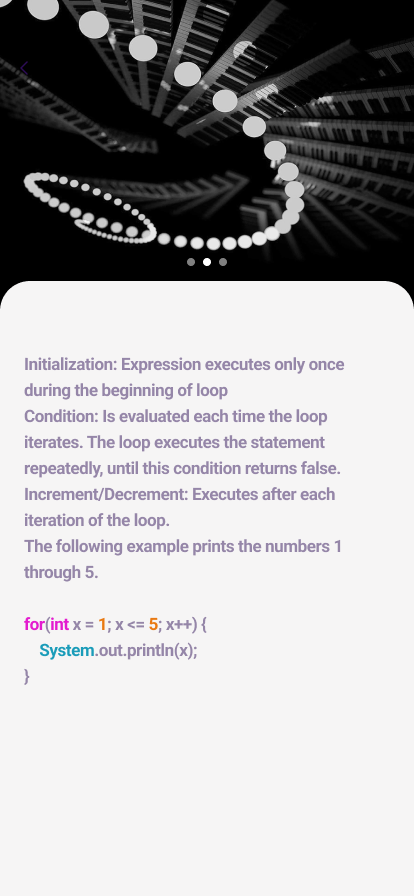 Initialization: Expression executes only once
during the beginning of loop
Condition: Is evaluated each time the loop
iterates. The loop executes the statement
repeatedly, until this condition returns false.
Increment/Decrement: Executes after each
iteration of the loop.
The following example prints the numbers 1
through 5.
for(int x = 1; x <= 5; x++) {
    System.out.println(x);
}